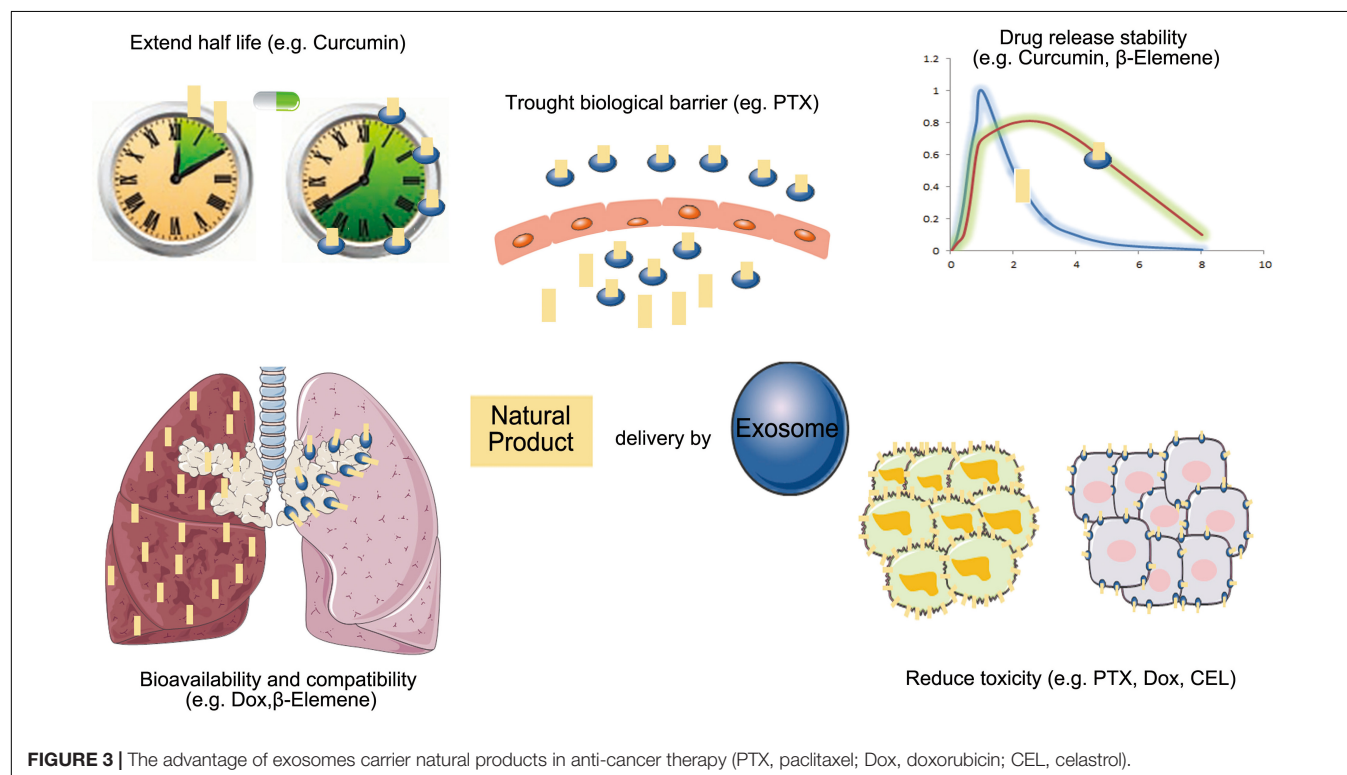 Extend half life (e.g. Curcumin)
Trought biological barrier (eg. PTX)
Drug release stability
(e.g. Curcumin, β-Elemene)
1.2
1
0.8
0.6
0.4
0.2
0
0
2
4
6
8
10
Natural
Product
delivery by
Exosome
Bioavailability and compatibility
(e.g. Dox,β-Elemene)
Reduce toxicity (e.g. PTX, Dox, CEL)
FIGURE 3 | The advantage of exosomes carrier natural products in anti-cancer therapy (PTX, paclitaxel; Dox, doxorubicin; CEL, celastrol).